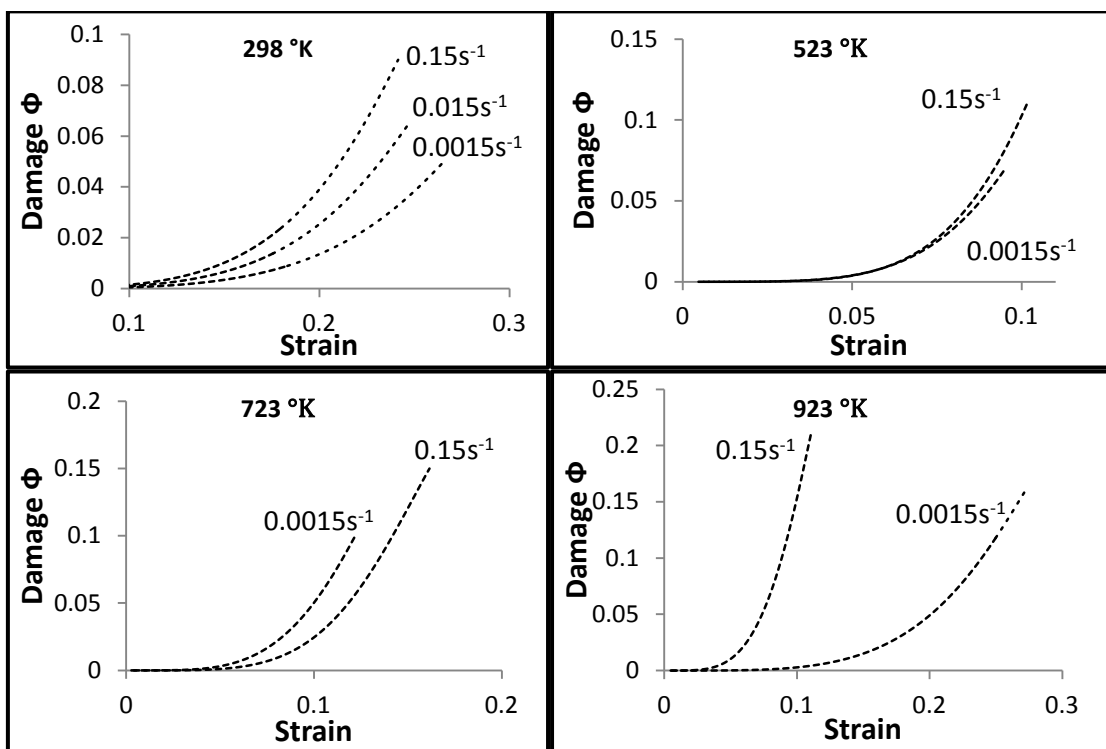 298 °K
Damage Φ
0.1
0.08
0.06
0.04
0.02
0
0.15s⁻¹
0.015s⁻¹
0.0015s⁻¹
0.1
0.2
0.3
Strain
523 °K
Damage Φ
0.15
0.1
0.05
0
0.15s⁻¹
0.0015s⁻¹
0
0.05
0.1
Strain
723 °K
Damage Φ
0.2
0.15
0.1
0.05
0
0.15s⁻¹
0.0015s⁻¹
0
0.1
0.2
Strain
923 °K
Damage Φ
0.25
0.2
0.15
0.1
0.05
0
0.15s⁻¹
0.0015s⁻¹
0
0.1
0.2
0.3
Strain